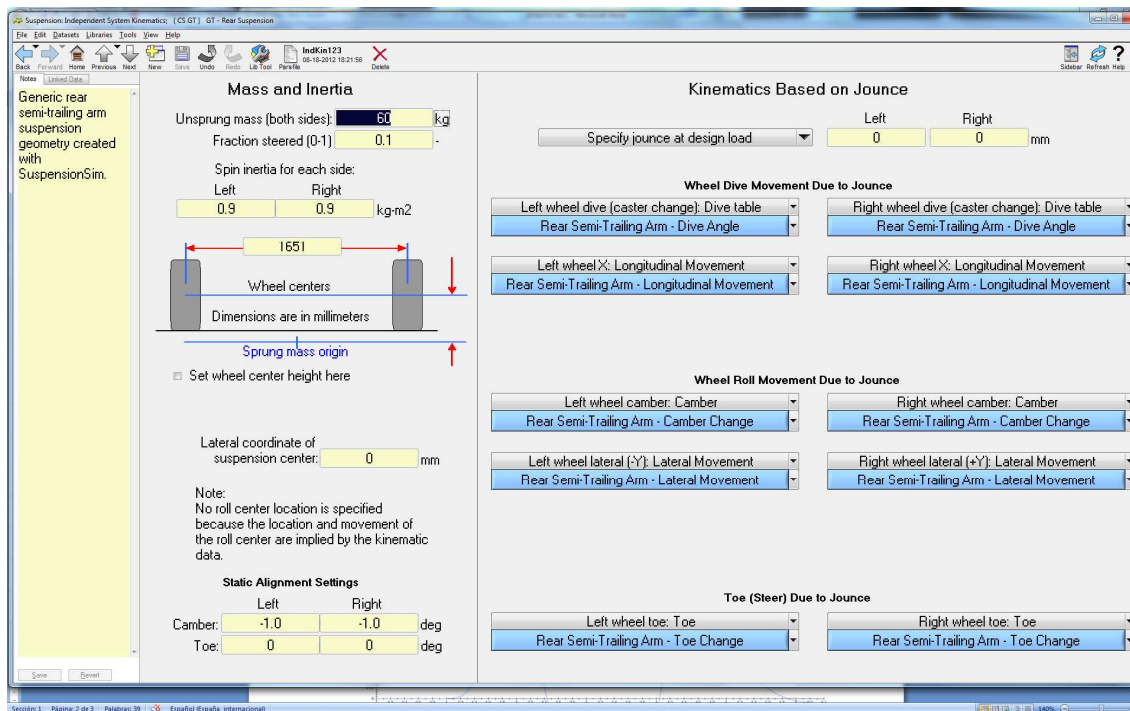 Suspension: Independent System Kinematics; { CS GT } GT - Rear Suspension
File Edit Datasets Libraries Tools View Help
Back Forward Home Previous Next New Save Undo Redo Lib Tool Parsfile
IndKin123
08-18-2012 18:21:56
Delete
Sidebar Refresh Help
Notes Linked Data
Generic rear
semi-trailing arm
suspension
geometry created
with
SuspensionSim.
Save Revert
Mass and Inertia
Unsprung mass (both sides): 60 kg
Fraction steered (0-1) 0.1 -
Spin inertia for each side:
Left Right
0.9 0.9 kg-m2
1651
Wheel centers
Dimensions are in millimeters
Sprung mass origin
Set wheel center height here
Lateral coordinate of
suspension center: 0 mm
Note:
No roll center location is specified
because the location and movement of
the roll center are implied by the kinematic
data.
Static Alignment Settings
Left Right
Camber: -1.0 -1.0 deg
Toe: 0 0 deg
Kinematics Based on Jounce
Left Right
Specify jounce at design load 0 0 mm
Wheel Dive Movement Due to Jounce
Left wheel dive (caster change): Dive table Right wheel dive (caster change): Dive table
Rear Semi-Trailing Arm - Dive Angle Rear Semi-Trailing Arm - Dive Angle
Left wheel X: Longitudinal Movement Right wheel X: Longitudinal Movement
Rear Semi-Trailing Arm - Longitudinal Movement Rear Semi-Trailing Arm - Longitudinal Movement
Wheel Roll Movement Due to Jounce
Left wheel camber: Camber Right wheel camber: Camber
Rear Semi-Trailing Arm - Camber Change Rear Semi-Trailing Arm - Camber Change
Left wheel lateral (-Y): Lateral Movement Right wheel lateral (+Y): Lateral Movement
Rear Semi-Trailing Arm - Lateral Movement Rear Semi-Trailing Arm - Lateral Movement
Toe (Steer) Due to Jounce
Left wheel toe: Toe Right wheel toe: Toe
Rear Semi-Trailing Arm - Toe Change Rear Semi-Trailing Arm - Toe Change
Sección: 1 Página: 2 de 3 Palabras: 39 Español (España, internacional) 140%